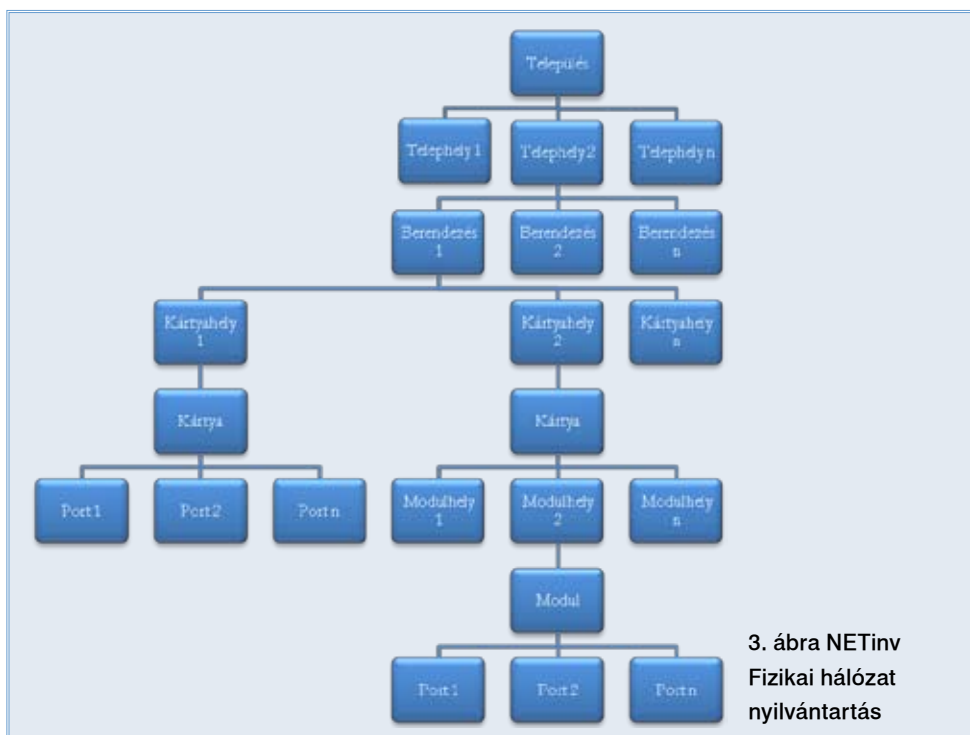 Település
Telephely 1
Telephely 2
Telephely n
Berendezés
1
Berendezés
2
Berendezés
n
Kártyahely
1
Kártyahely
2
Kártyahely
n
Kártya
Kártya
Port 1
Port 2
Port n
Modulhely
1
Modulhely
2
Modulhely
n
Modul
Port 1
Port 2
Port n
3. ábra NETinv
Fizikai hálózat
nyilvántartás